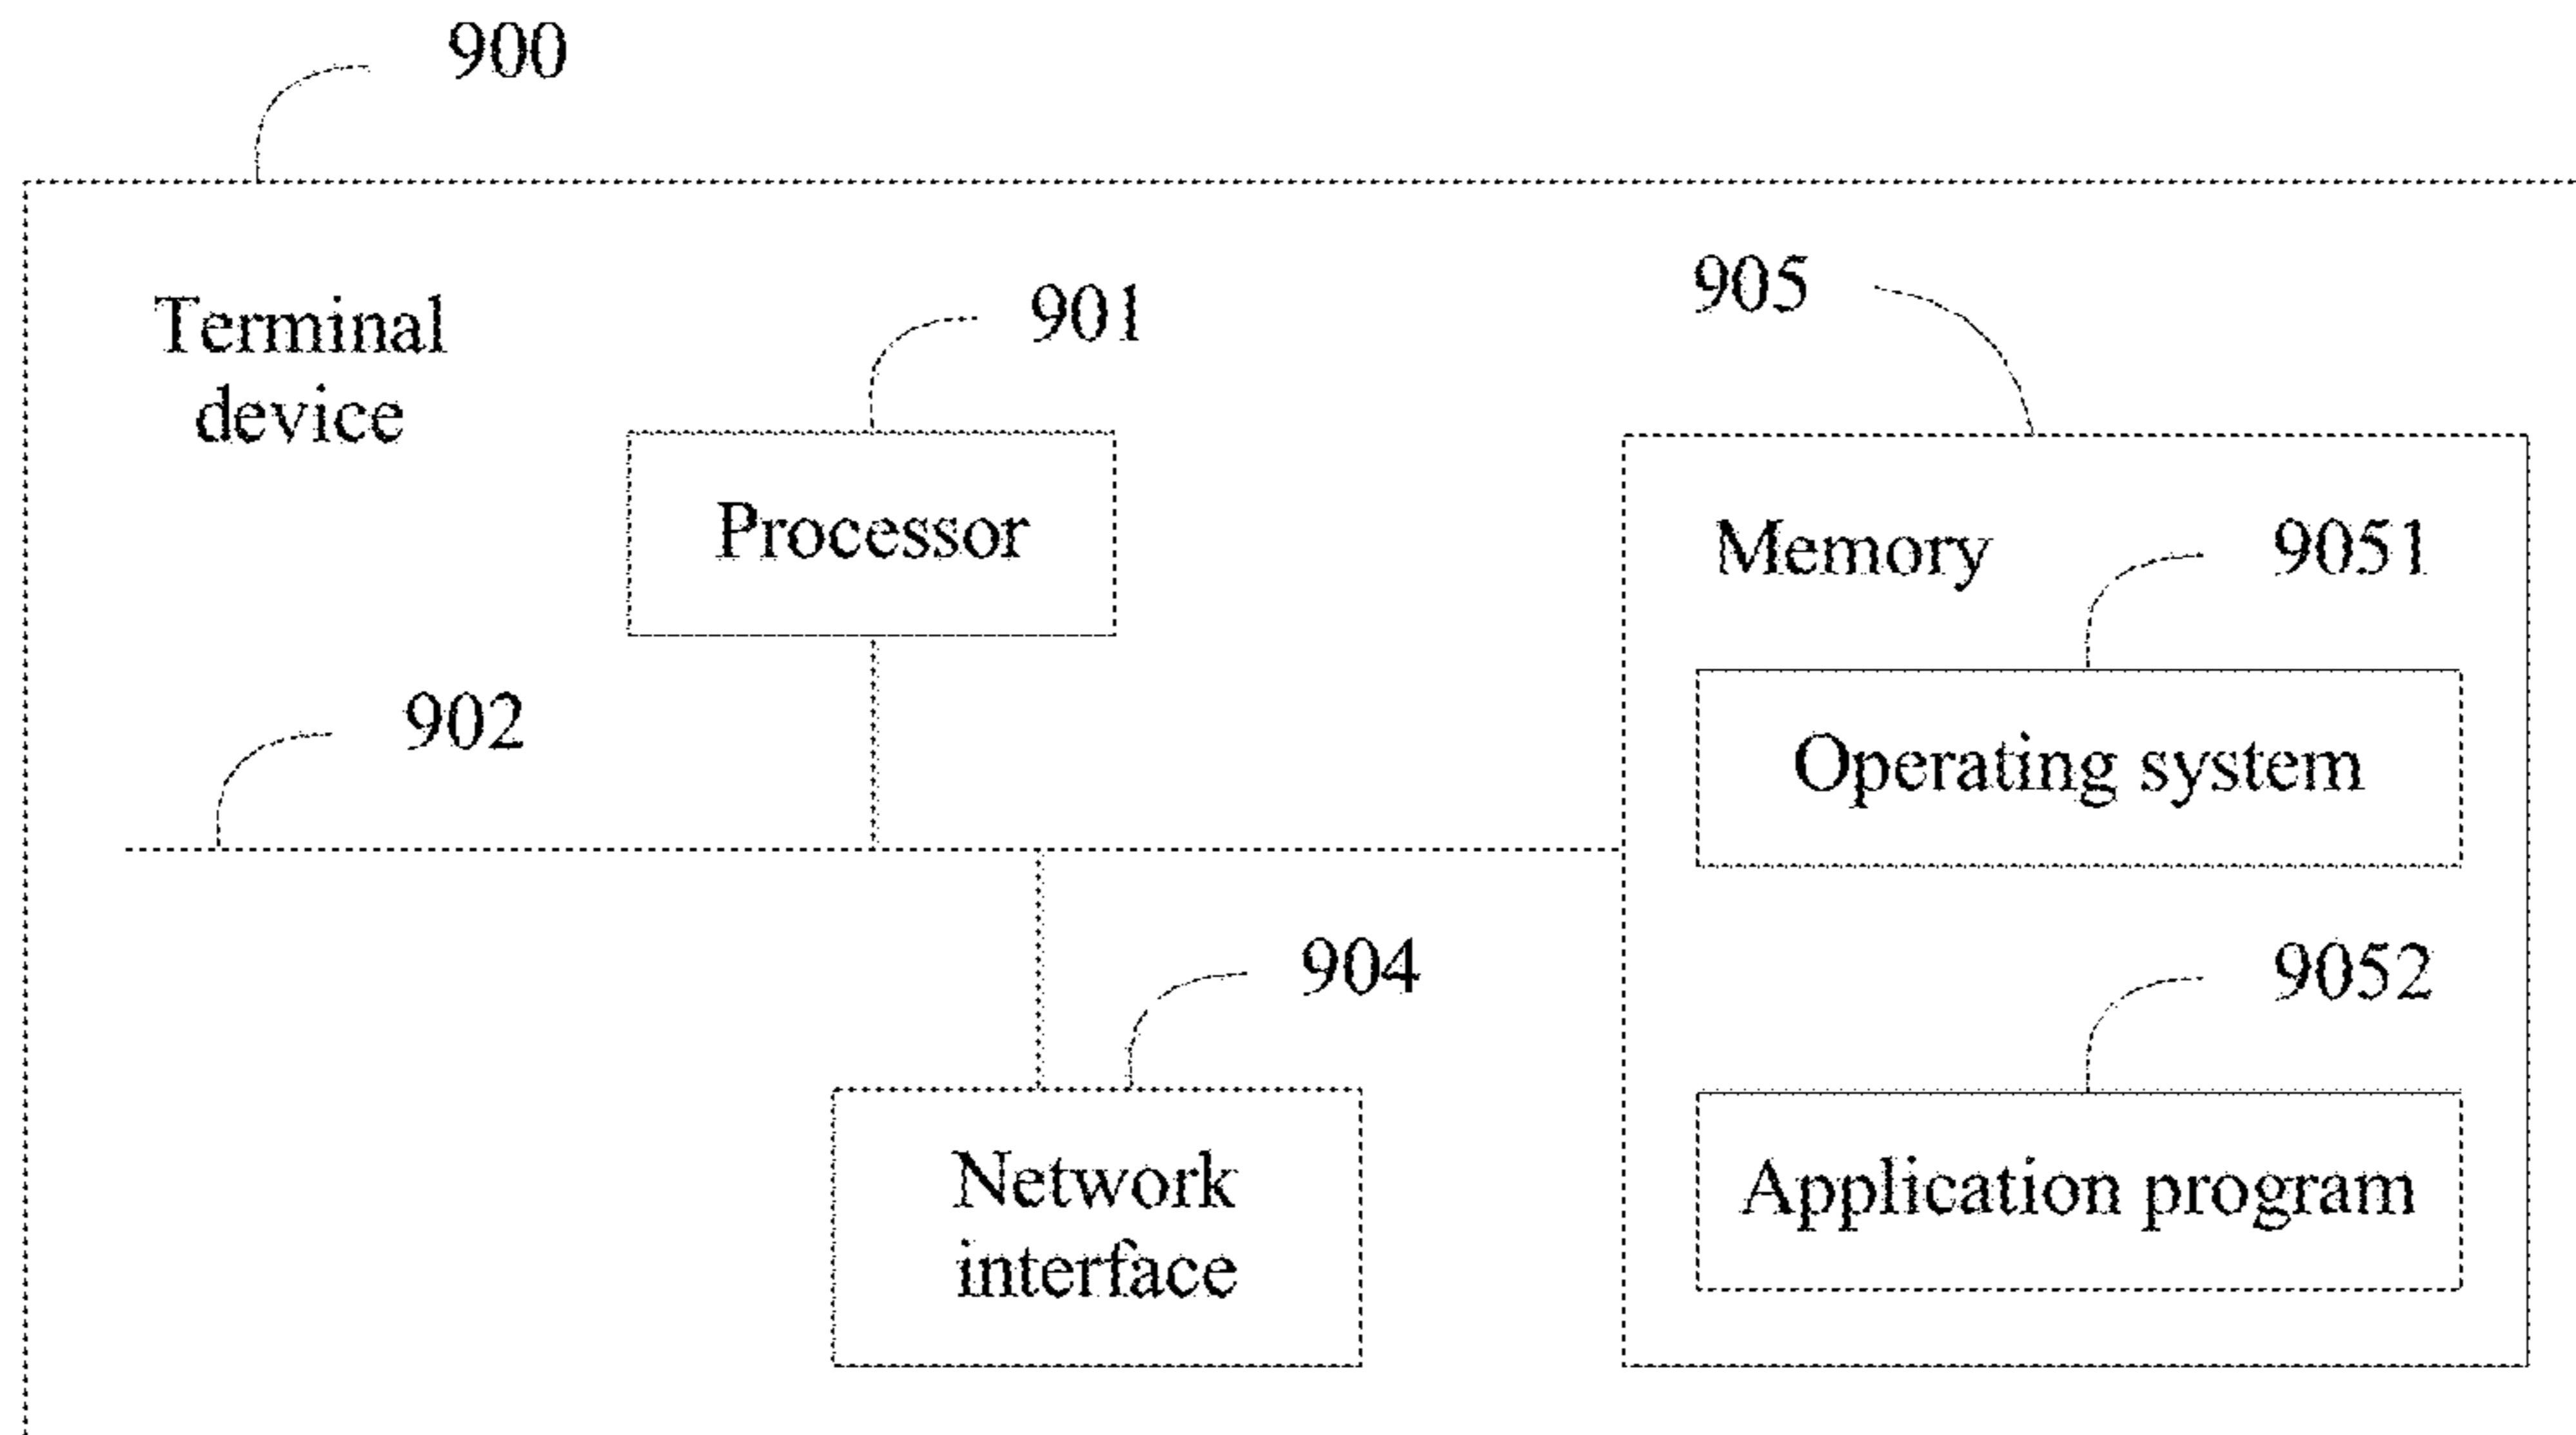 900
Terminal
device
901
905
Processor
Memory
9051
902
Operating system
904
9052
Network
interface
Application program